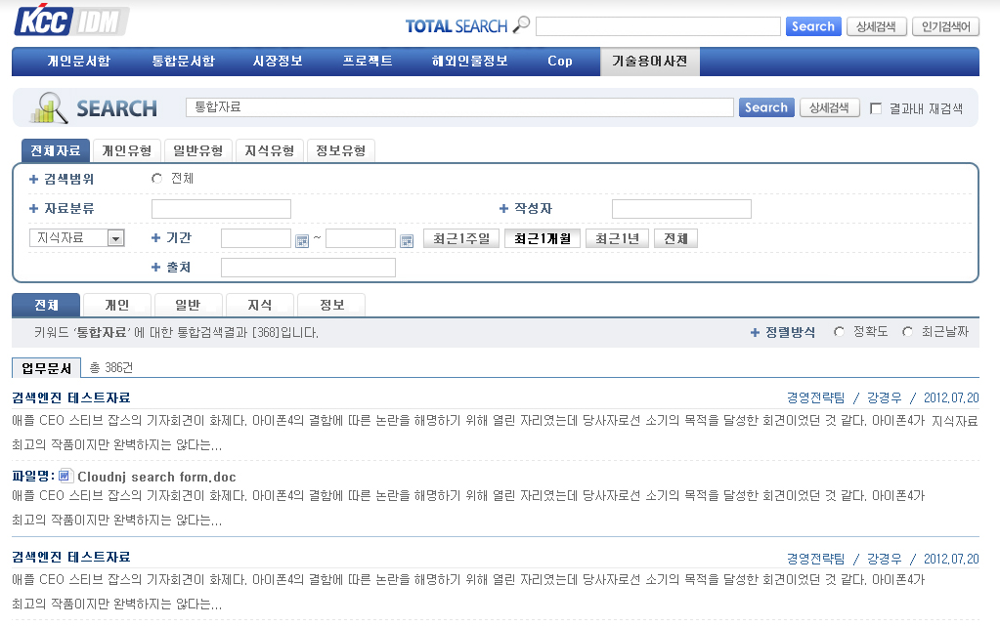 KCC IDM
TOTAL SEARCH Search 상세검색 인기검색어
개인문서함 통합문서함 시장정보 프로젝트 해외인물정보 Cop 기술용어사전
SEARCH 통합자료 Search 상세검색 결과내 재검색
전체자료 개인유형 일반유형 지식유형 정보유형
+ 검색범위 전체
+ 자료분류 + 작성자
지식자료 + 기간 ~ 최근1주일 최근1개월 최근1년 전체
+ 출처
전체 개인 일반 지식 정보
키워드 '통합자료' 에 대한 통합검색결과 [368]입니다. + 정렬방식 정확도 최근날짜
업무문서 총 386건
검색엔진 테스트자료 경영전략팀 / 강경우 / 2012.07.20
애플 CEO 스티브 잡스의 기자회견이 화제다. 아이폰4의 결함에 따른 논란을 해명하기 위해 열린 자리였는데 당사자로선 소기의 목적을 달성한 회견이었던 것 같다. 아이폰4가 지식자료
최고의 작품이지만 완벽하지는 않다는...
파일명: Cloudnj search form.doc
애플 CEO 스티브 잡스의 기자회견이 화제다. 아이폰4의 결함에 따른 논란을 해명하기 위해 열린 자리였는데 당사자로선 소기의 목적을 달성한 회견이었던 것 같다. 아이폰4가
최고의 작품이지만 완벽하지는 않다는...
검색엔진 테스트자료 경영전략팀 / 강경우 / 2012.07.20
애플 CEO 스티브 잡스의 기자회견이 화제다. 아이폰4의 결함에 따른 논란을 해명하기 위해 열린 자리였는데 당사자로선 소기의 목적을 달성한 회견이었던 것 같다. 아이폰4가
최고의 작품이지만 완벽하지는 않다는...